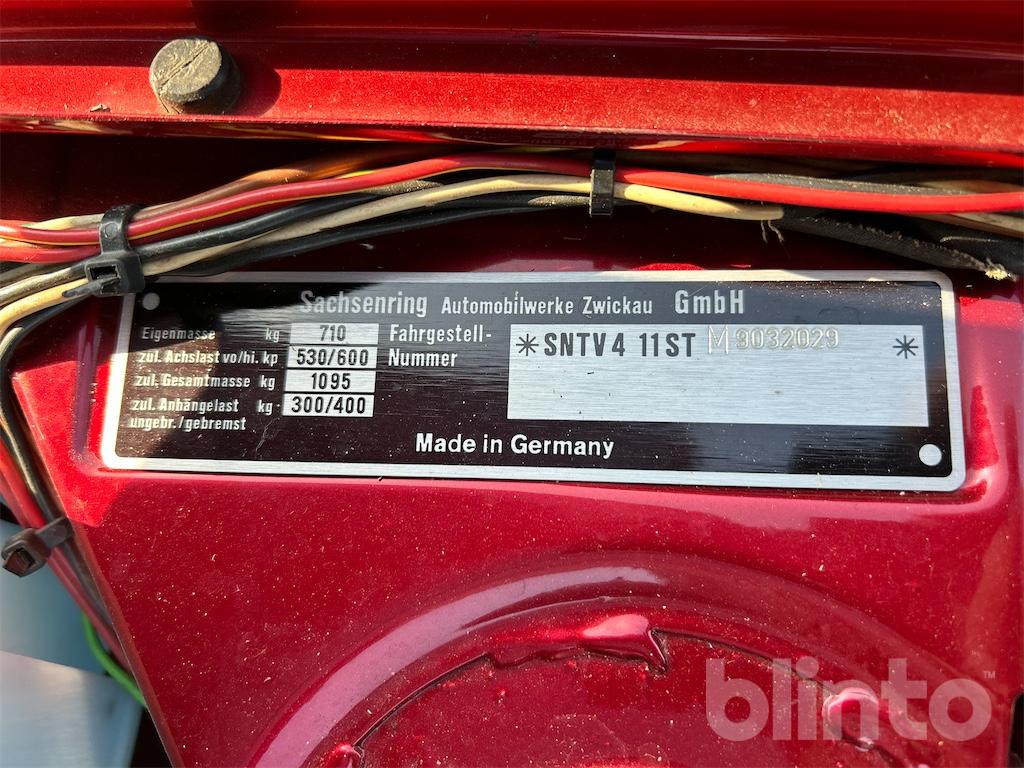 Sachsenring Automobilwerke Zwickau GmbH
Eigenmasse kg 710
zul. Achslast vo/hi. kp 530/600
zul. Gesamtmasse kg 1095
zul. Anhängelast kg 300/400
ungebr./gebremst
Fahrgestell-
Nummer
*SNTV4 11ST M9032029 *
Made in Germany
blinto™